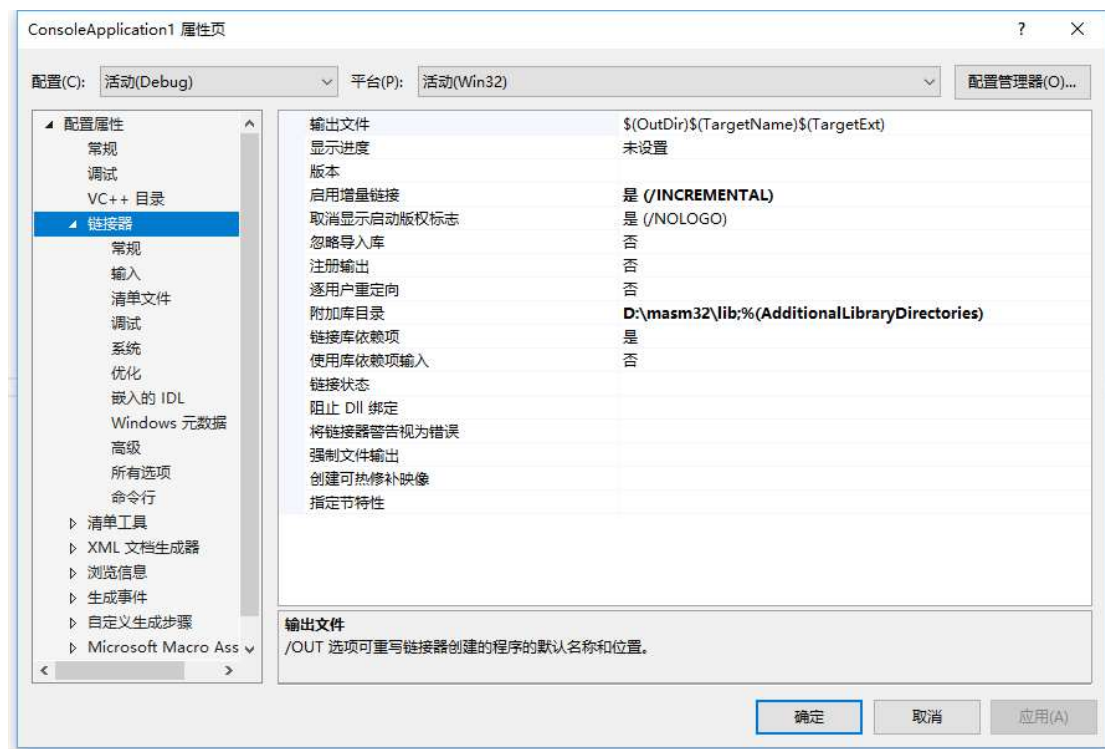 ConsoleApplication1 属性页
? ×
配置(C): 活动(Debug) 平台(P): 活动(Win32) 配置管理器(O)...
配置属性
常规
调试
VC++ 目录
链接器
常规
输入
清单文件
调试
系统
优化
嵌入的 IDL
Windows 元数据
高级
所有选项
命令行
清单工具
XML 文档生成器
浏览信息
生成事件
自定义生成步骤
Microsoft Macro Ass
输出文件 $(OutDir)$(TargetName)$(TargetExt)
显示进度 未设置
版本
启用增量链接 是 (/INCREMENTAL)
取消显示启动版权标志 是 (/NOLOGO)
忽略导入库 否
注册输出 否
逐用户重定向 否
附加库目录 D:\masm32\lib;%(AdditionalLibraryDirectories)
链接库依赖项 是
使用库依赖项输入 否
链接状态
阻止 Dll 绑定
将链接器警告视为错误
强制文件输出
创建可热修补映像
指定节特性
输出文件
/OUT 选项可重写链接器创建的程序的默认名称和位置。
确定 取消 应用(A)